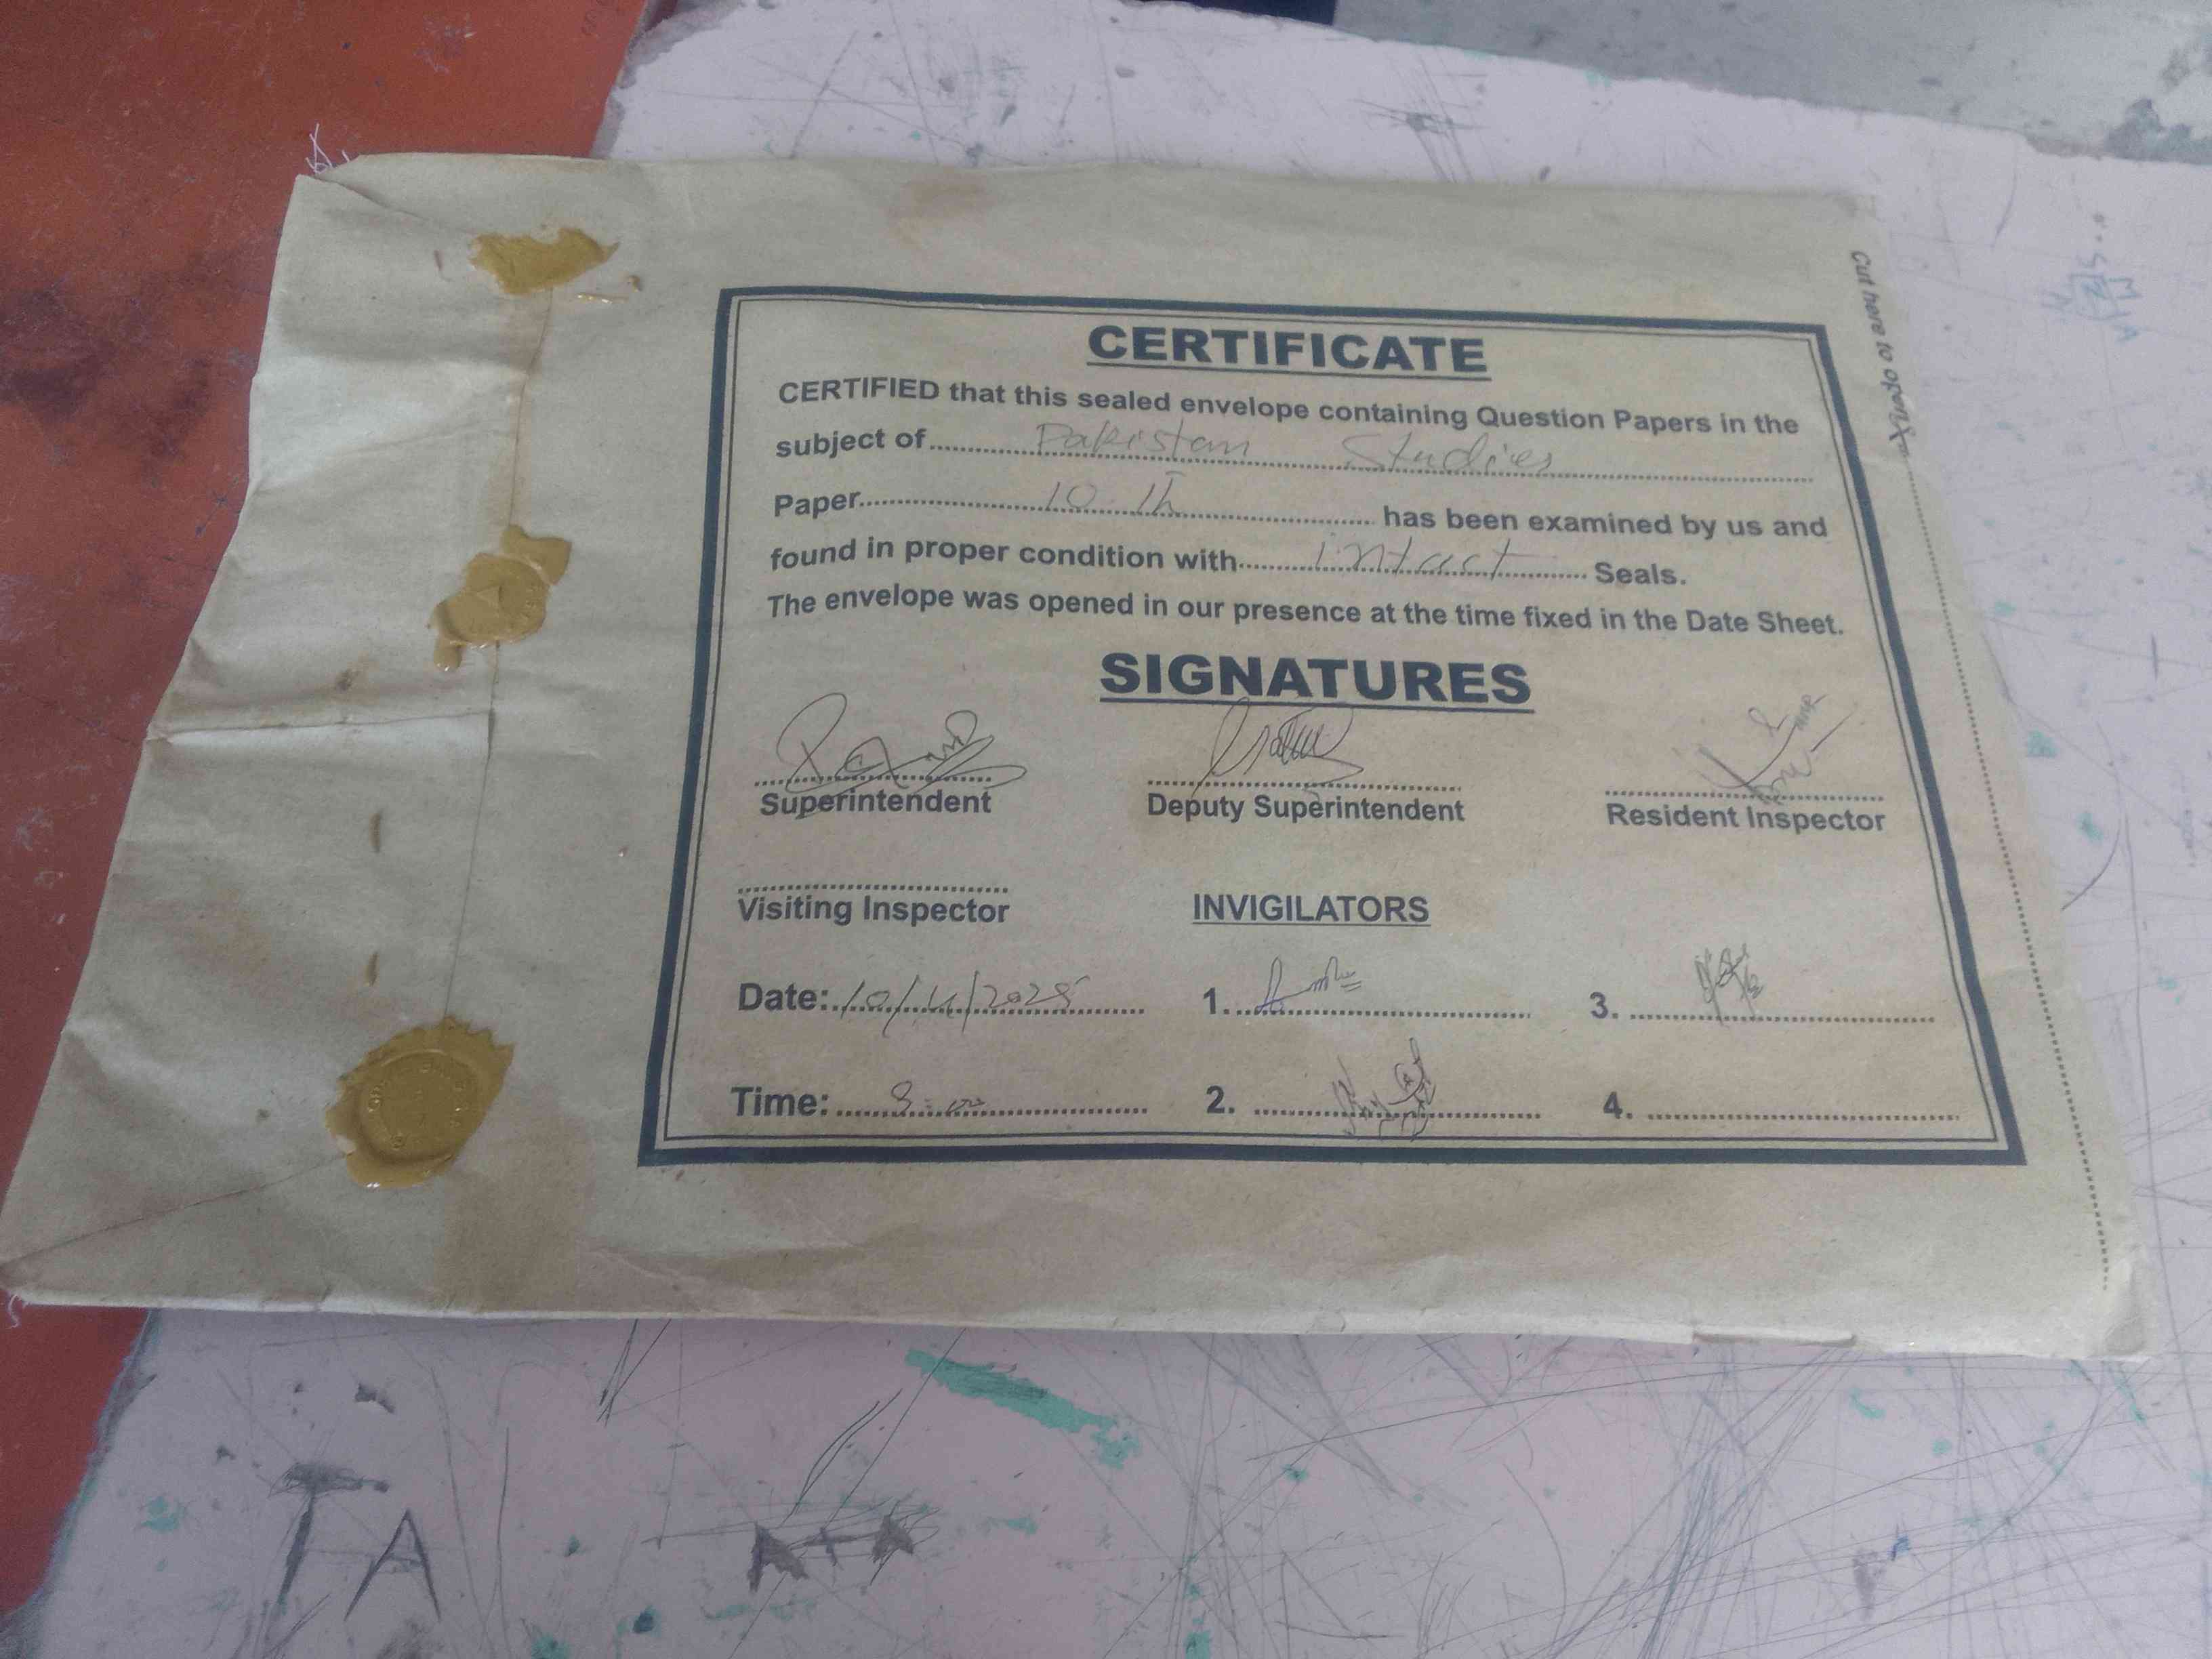 CERTIFICATE
CERTIFIED that this sealed envelope containing Question Papers in the
subject of Pakistan Studies
Paper 10 th has been examined by us and
found in proper condition with intact Seals.
The envelope was opened in our presence at the time fixed in the Date Sheet.
SIGNATURES
Superintendent Deputy Superintendent Resident Inspector
Visiting Inspector INVIGILATORS
Date: 1. 3.
Time: 2. 4.
Cut here to open
TA A+A